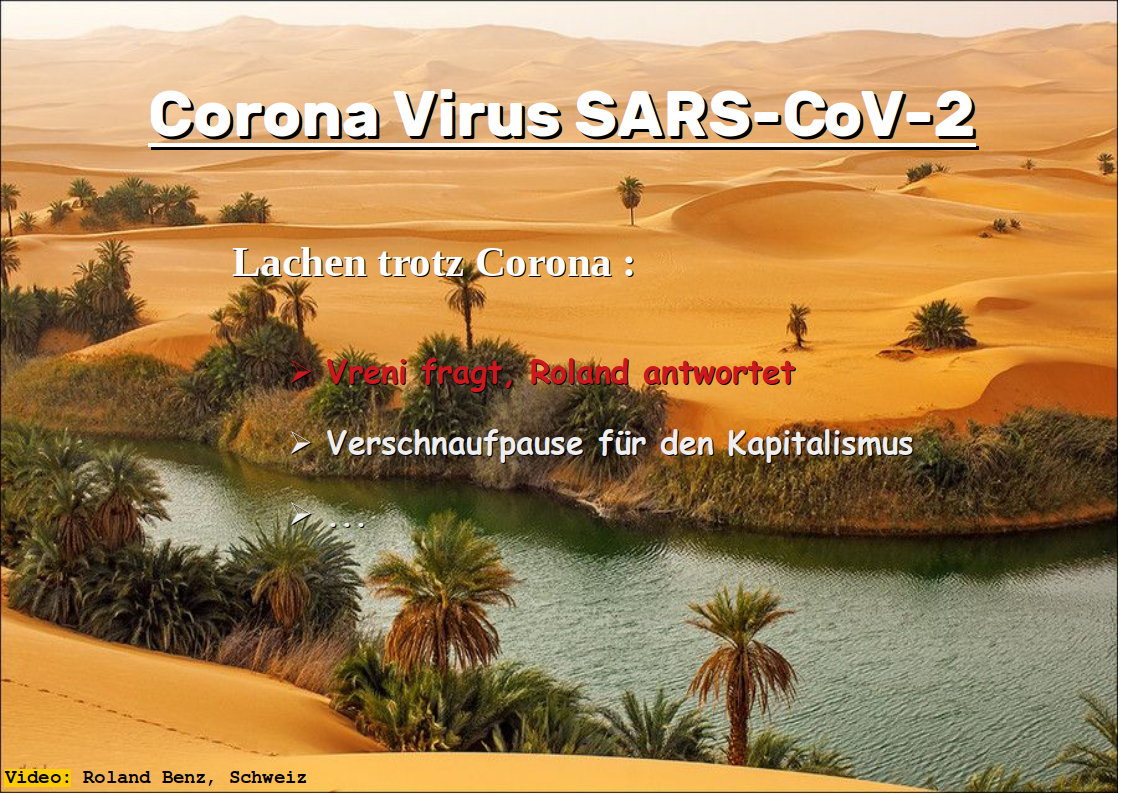 Corona Virus SARS-CoV-2
Lachen trotz Corona :
➢ Vreni fragt, Roland antwortet
➢ Verschnaufpause für den Kapitalismus
➢ …
Video: Roland Benz, Schweiz